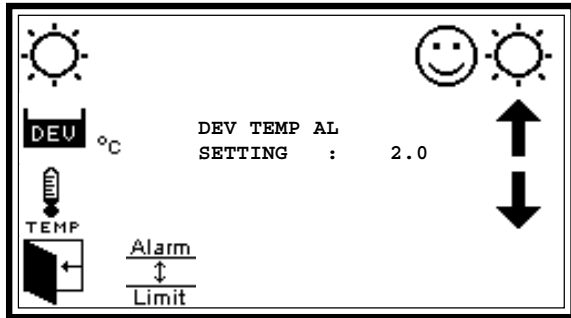 DEV
°C
DEV TEMP AL
SETTING : 2.0
TEMP
Alarm
Limit